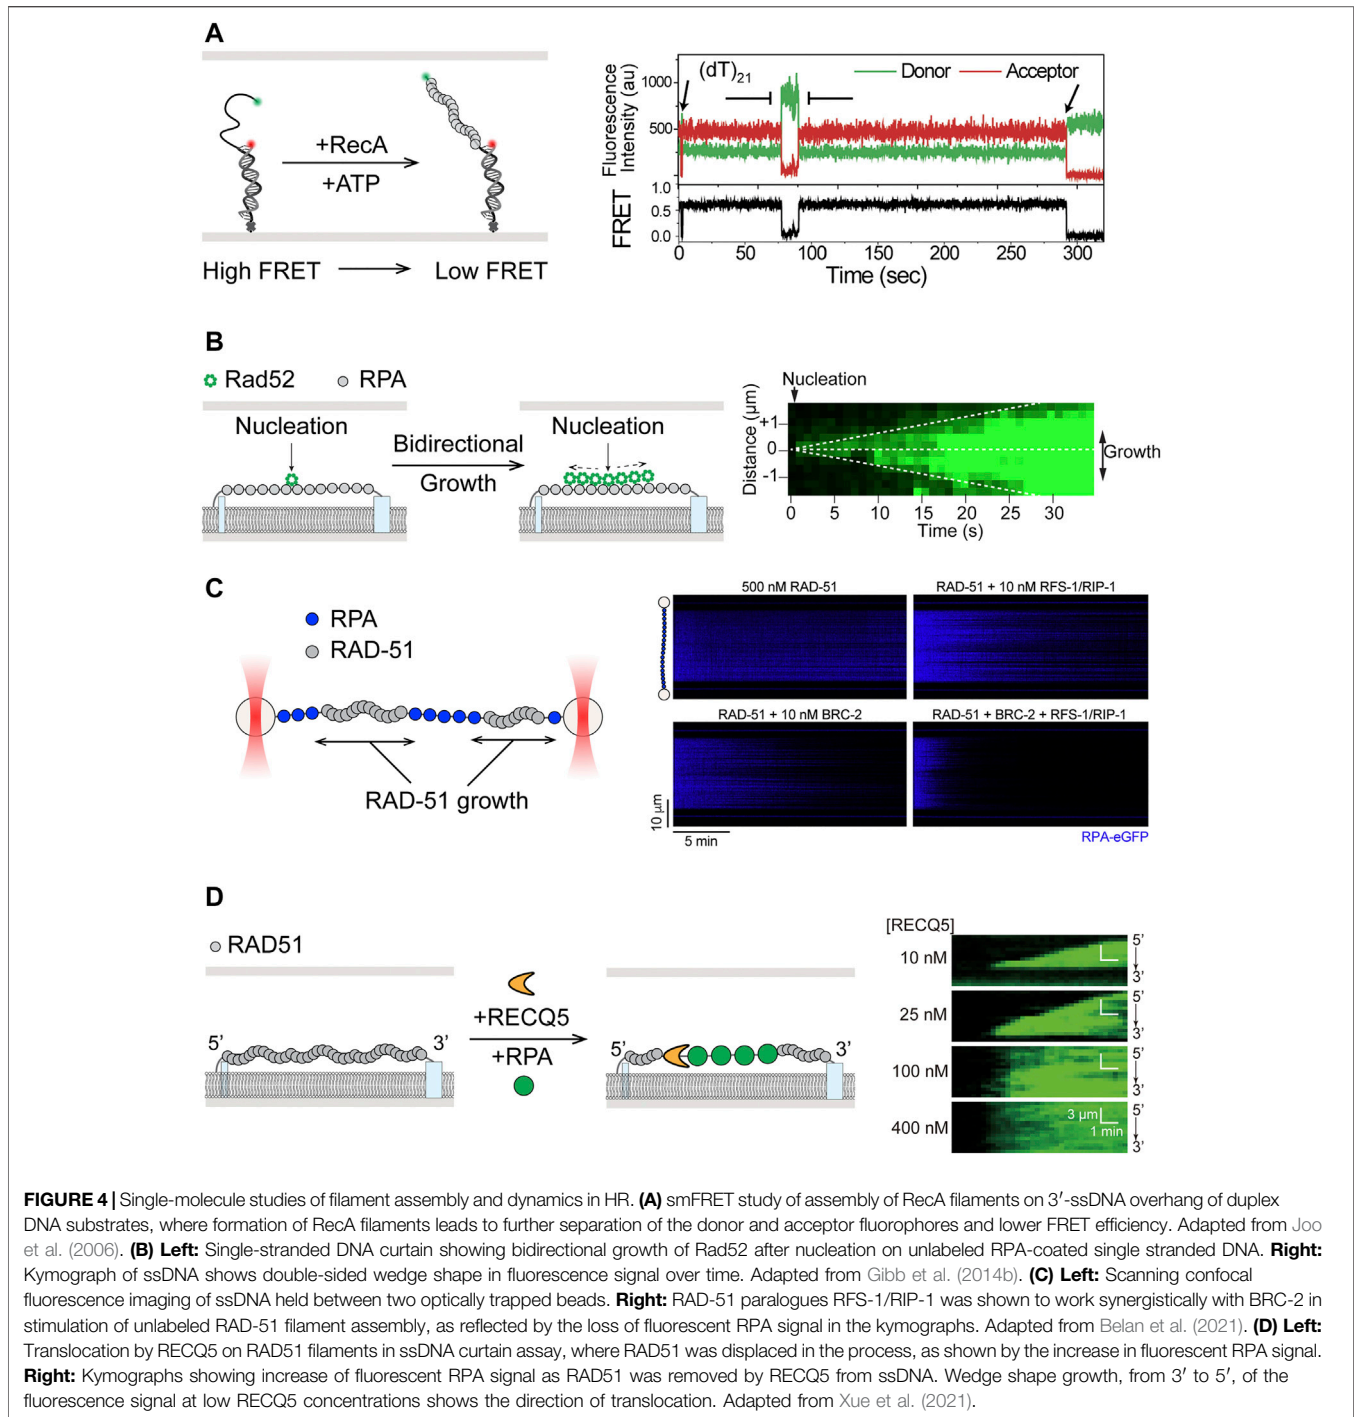 A
+RecA
+ATP
High FRET
Low FRET
(dT)21
Donor
Acceptor
Fluorescence
Intensity (au)
1000
500
FRET
1.0
0.5
0.0
0
50
100
150
200
250
300
Time (sec)
B
Rad52
RPA
Nucleation
Bidirectional
Growth
Nucleation
Nucleation
Distance (µm)
+1
0
-1
Growth
0
5
10
15
20
25
30
Time (s)
C
RPA
RAD-51
RAD-51 growth
500 nM RAD-51
RAD-51 + 10 nM RFS-1/RIP-1
RAD-51 + 10 nM BRC-2
RAD-51 + BRC-2 + RFS-1/RIP-1
10 µm
5 min
RPA-eGFP
D
RAD51
5'
3'
+RECQ5
+RPA
5'
3'
[RECQ5]
10 nM
5'
3'
25 nM
5'
3'
100 nM
5'
3'
400 nM
3 µm
1 min
5'
3'
FIGURE 4 | Single-molecule studies of filament assembly and dynamics in HR. (A) smFRET study of assembly of RecA filaments on 3′-ssDNA overhang of duplex
DNA substrates, where formation of RecA filaments leads to further separation of the donor and acceptor fluorophores and lower FRET efficiency. Adapted from Joo
et al. (2006). (B) Left: Single-stranded DNA curtain showing bidirectional growth of Rad52 after nucleation on unlabeled RPA-coated single stranded DNA. Right:
Kymograph of ssDNA shows double-sided wedge shape in fluorescence signal over time. Adapted from Gibb et al. (2014b). (C) Left: Scanning confocal
fluorescence imaging of ssDNA held between two optically trapped beads. Right: RAD-51 paralogues RFS-1/RIP-1 was shown to work synergistically with BRC-2 in
stimulation of unlabeled RAD-51 filament assembly, as reflected by the loss of fluorescent RPA signal in the kymographs. Adapted from Belan et al. (2021). (D) Left:
Translocation by RECQ5 on RAD51 filaments in ssDNA curtain assay, where RAD51 was displaced in the process, as shown by the increase in fluorescent RPA signal.
Right: Kymographs showing increase of fluorescent RPA signal as RAD51 was removed by RECQ5 from ssDNA. Wedge shape growth, from 3′ to 5′, of the
fluorescence signal at low RECQ5 concentrations shows the direction of translocation. Adapted from Xue et al. (2021).